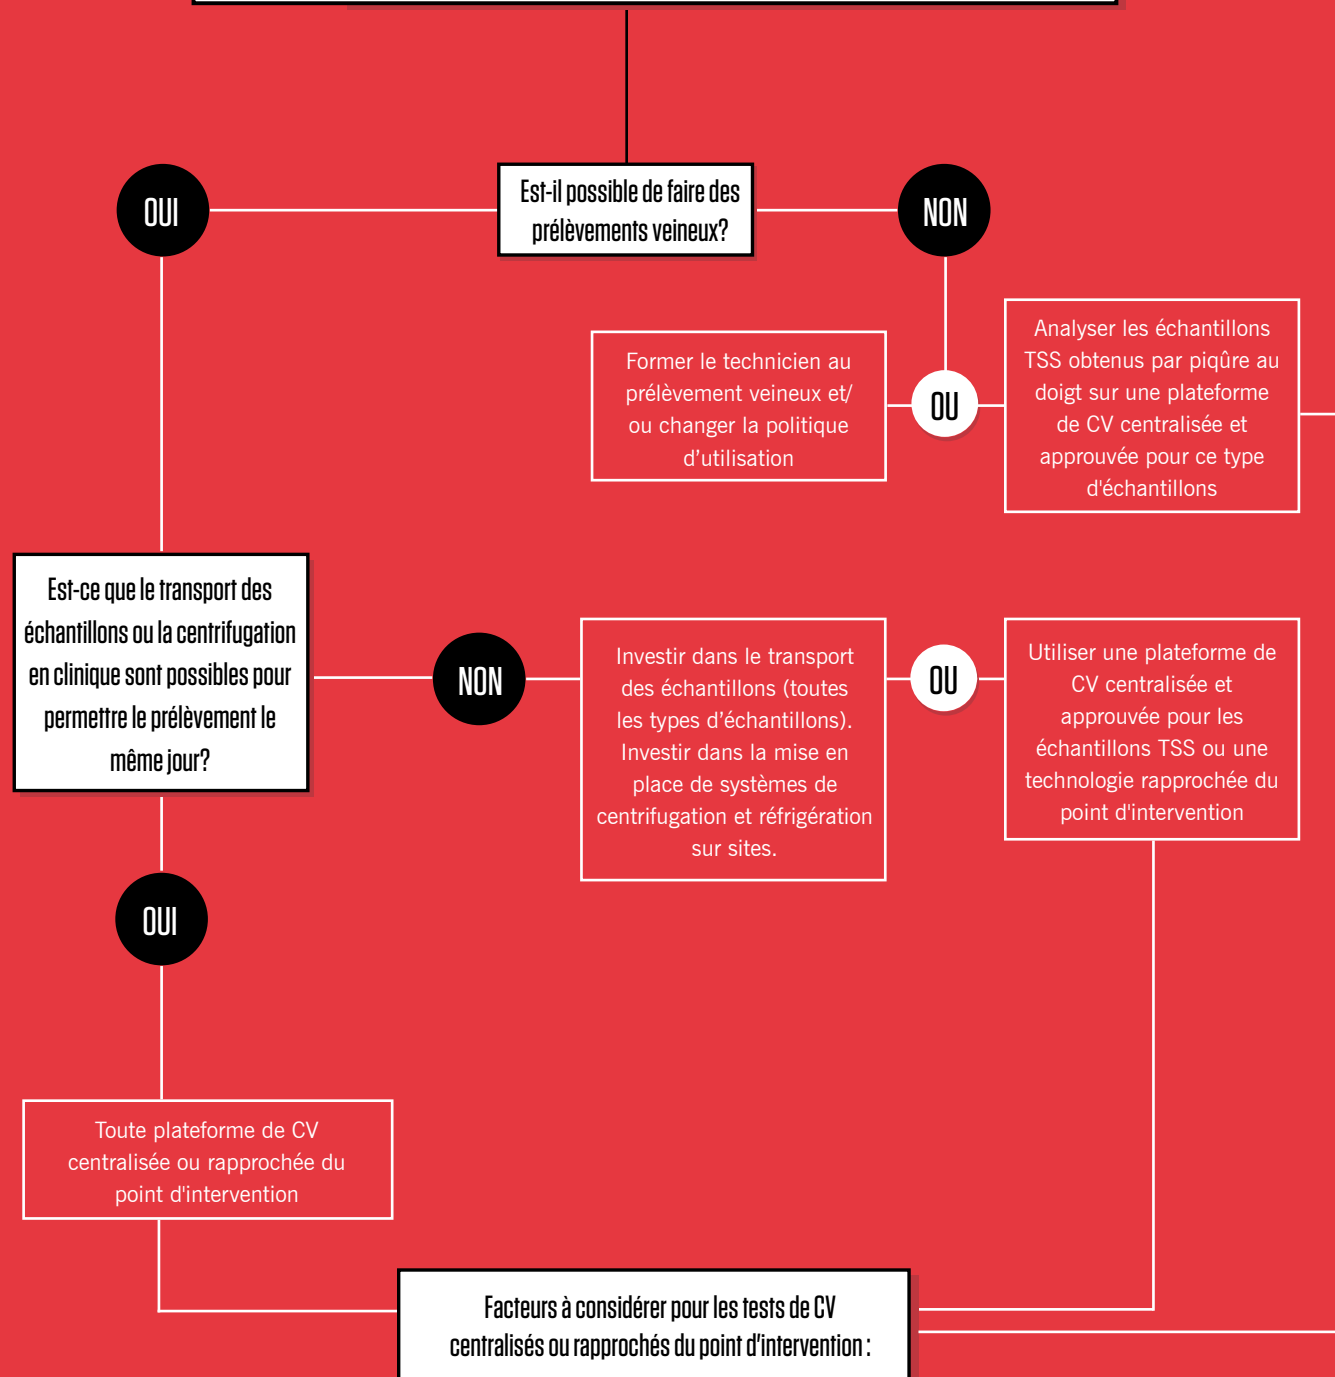 Est-il possible de faire des
prélèvements veineux?
OUI
NON
Former le technicien au
prélèvement veineux et/
ou changer la politique
d’utilisation
OU
Analyser les échantillons
TSS obtenus par piqûre au
doigt sur une plateforme
de CV centralisée et
approuvée pour ce type
d'échantillons
Est-ce que le transport des
échantillons ou la centrifugation
en clinique sont possibles pour
permettre le prélèvement le
même jour?
NON
Investir dans le transport
des échantillons (toutes
les types d’échantillons).
Investir dans la mise en
place de systèmes de
centrifugation et réfrigération
sur sites.
OU
Utiliser une plateforme de
CV centralisée et
approuvée pour les
échantillons TSS ou une
technologie rapprochée du
point d'intervention
OUI
Toute plateforme de CV
centralisée ou rapprochée du
point d'intervention
Facteurs à considérer pour les tests de CV
centralisés ou rapprochés du point d'intervention :